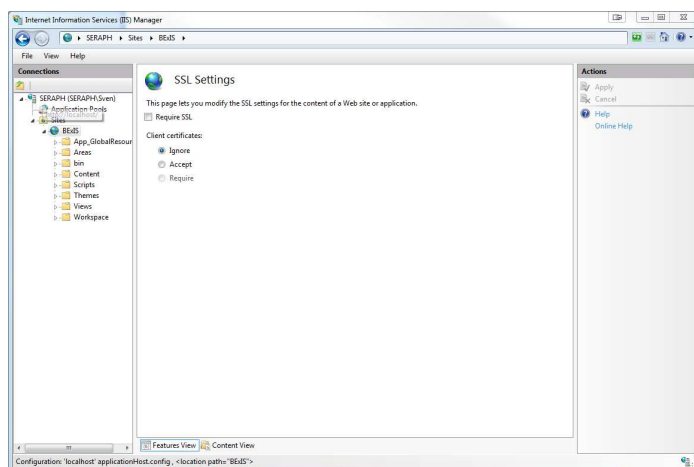 Internet Information Services (IIS) Manager
SERAPH ▸ Sites ▸ BExIS ▸
File View Help
Connections
SERAPH (SERAPH\Sven)
Application Pools
Sites
BExIS
App_GlobalResour
Areas
bin
Content
Scripts
Themes
Views
Workspace
SSL Settings
This page lets you modify the SSL settings for the content of a Web site or application.
Require SSL
Client certificates:
Ignore
Accept
Require
Features View Content View
Actions
Apply
Cancel
Help
Online Help
Configuration: 'localhost' applicationHost.config , <location path="BExIS">